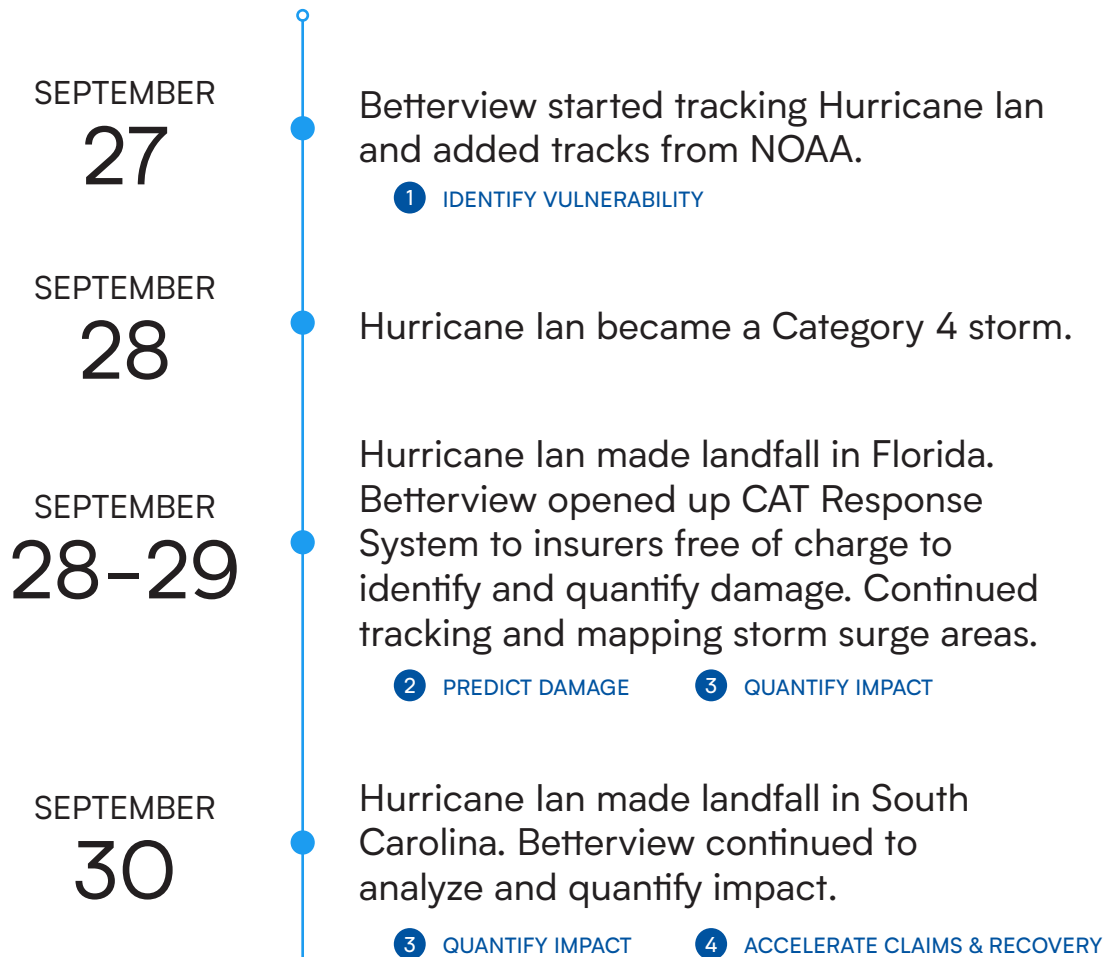 SEPTEMBER
27
Betterview started tracking Hurricane Ian
and added tracks from NOAA.
1 IDENTIFY VULNERABILITY
SEPTEMBER
28
Hurricane Ian became a Category 4 storm.
SEPTEMBER
28–29
Hurricane Ian made landfall in Florida.
Betterview opened up CAT Response
System to insurers free of charge to
identify and quantify damage. Continued
tracking and mapping storm surge areas.
2 PREDICT DAMAGE 3 QUANTIFY IMPACT
SEPTEMBER
30
Hurricane Ian made landfall in South
Carolina. Betterview continued to
analyze and quantify impact.
3 QUANTIFY IMPACT 4 ACCELERATE CLAIMS & RECOVERY